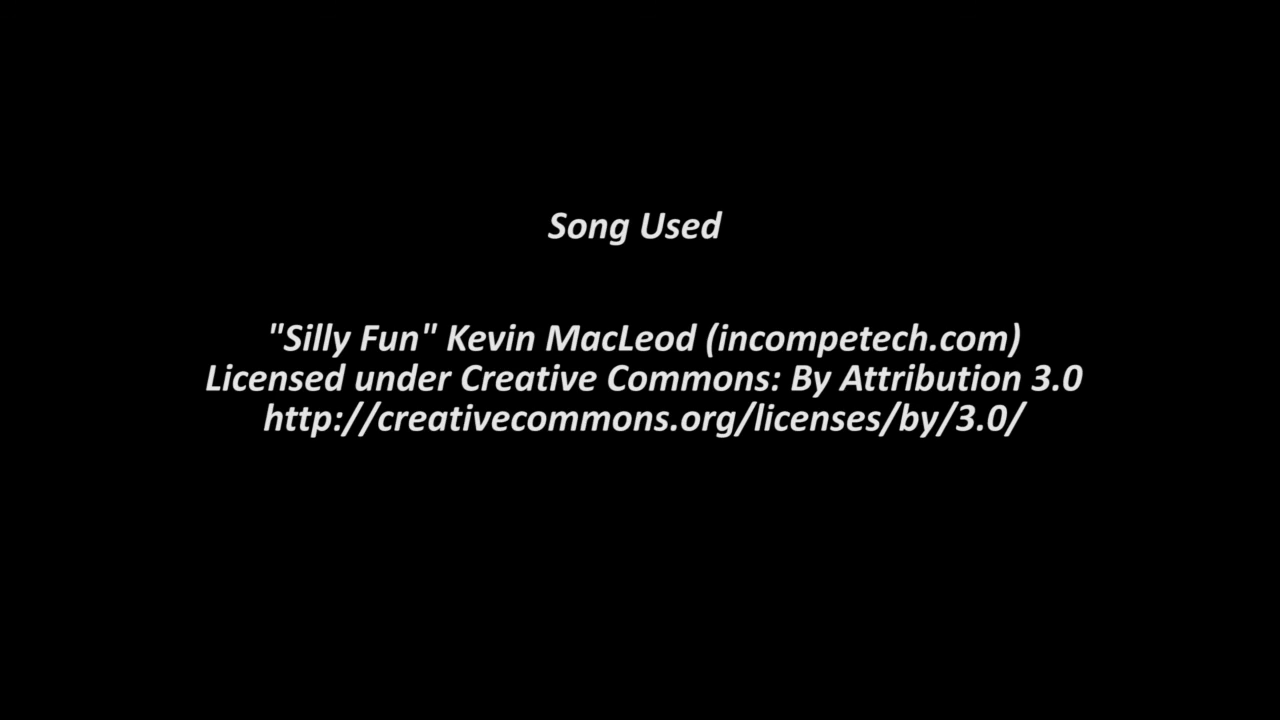 Song Used
"Silly Fun" Kevin MacLeod (incompetech.com)
Licensed under Creative Commons: By Attribution 3.0
http://creativecommons.org/licenses/by/3.0/